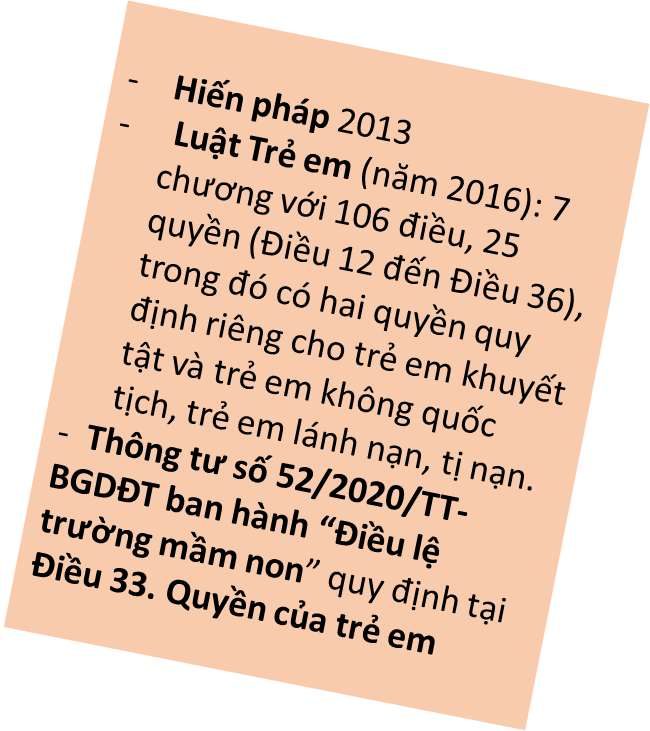 - Hiến pháp 2013
- Luật Trẻ em (năm 2016): 7
chương với 106 điều, 25
quyền (Điều 12 đến Điều 36),
trong đó có hai quyền quy
định riêng cho trẻ em khuyết
tật và trẻ em không quốc
tịch, trẻ em lánh nạn, tị nạn.
- Thông tư số 52/2020/TT-
BGDĐT ban hành “Điều lệ
trường mầm non” quy định tại
Điều 33. Quyền của trẻ em